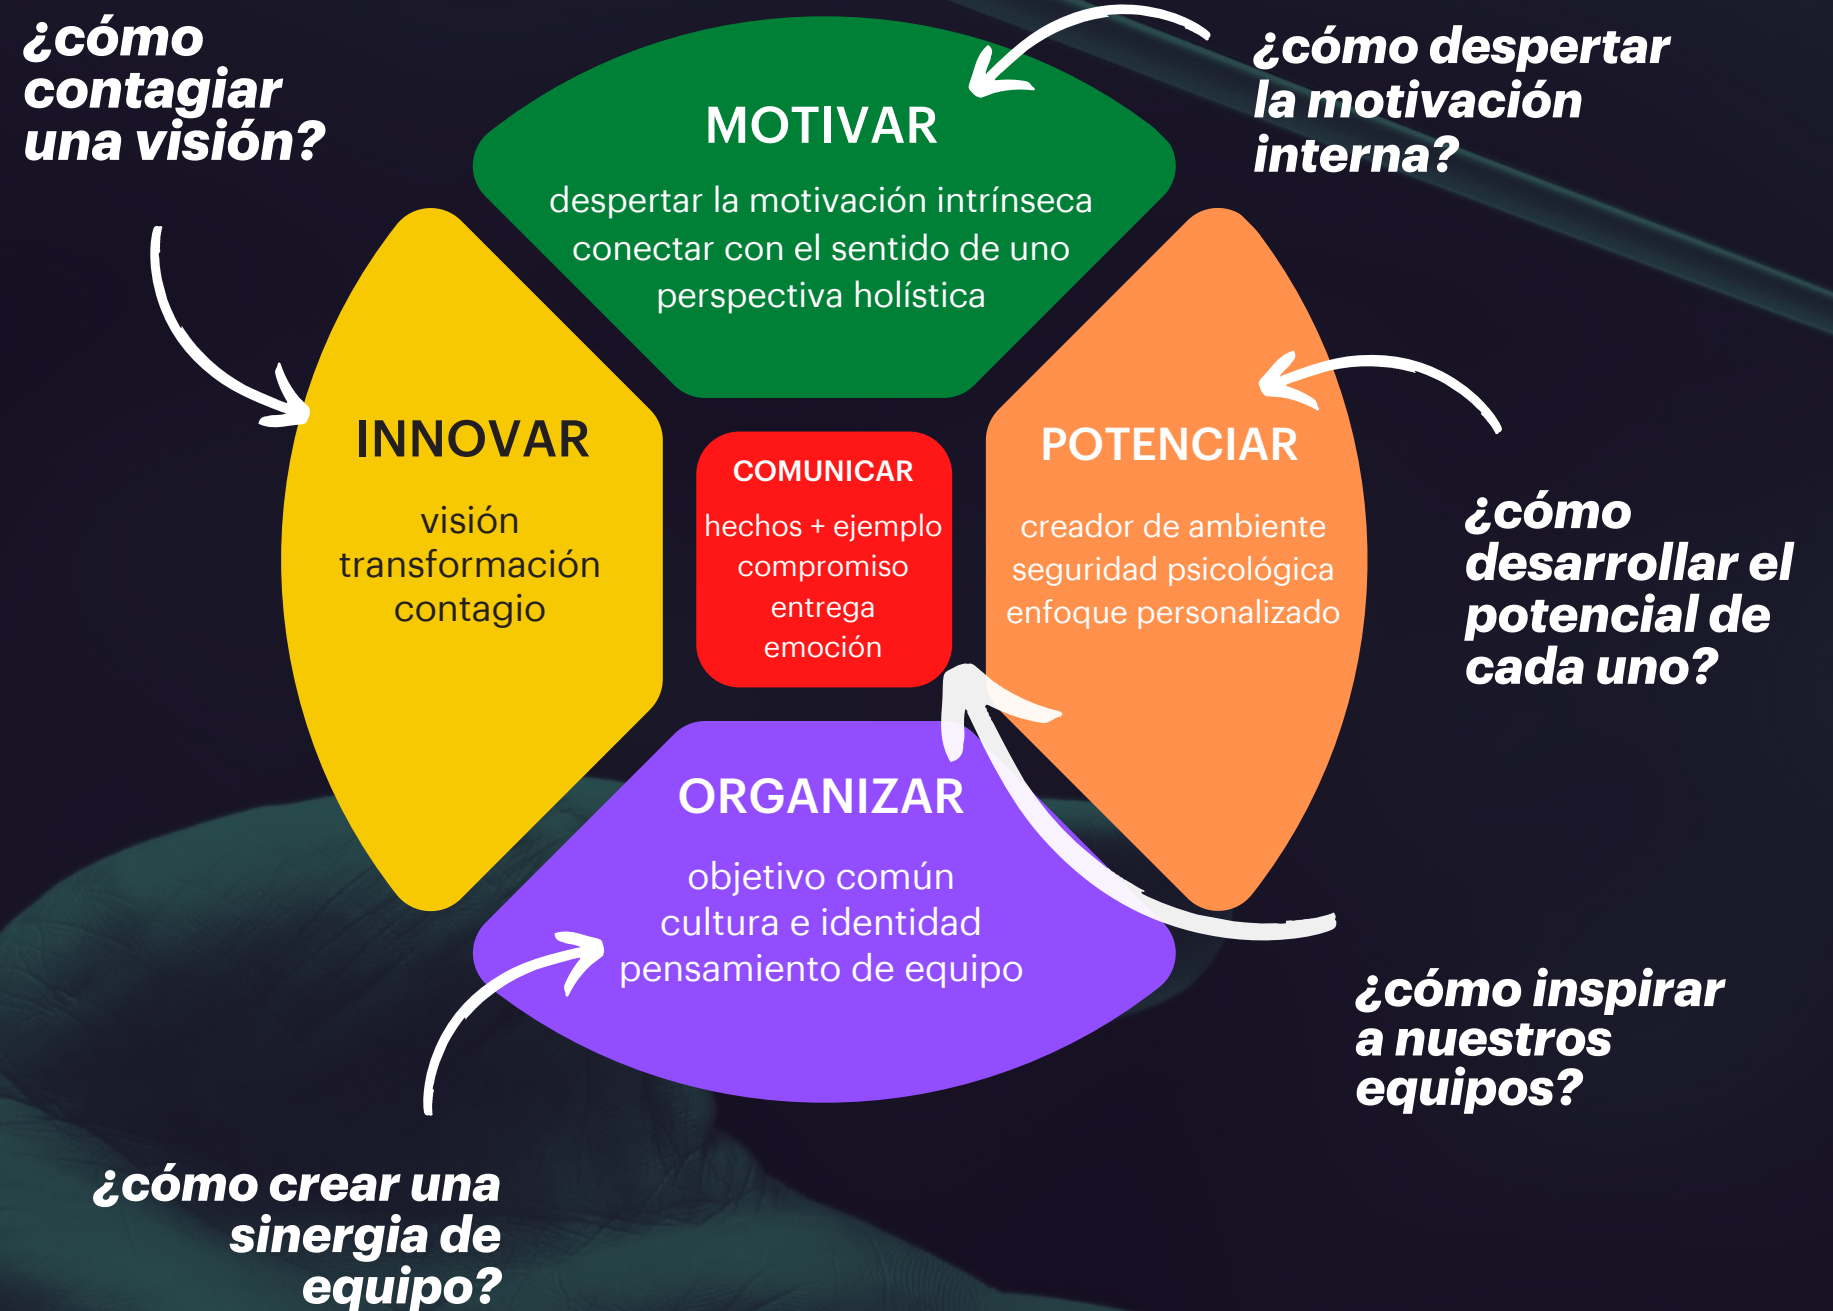 ¿cómo
contagiar
una visión?
¿cómo despertar
la motivación
interna?
MOTIVAR
despertar la motivación intrínseca
conectar con el sentido de uno
perspectiva holística
INNOVAR
visión
transformación
contagio
COMUNICAR
hechos + ejemplo
compromiso
entrega
emoción
POTENCIAR
creador de ambiente
seguridad psicológica
enfoque personalizado
¿cómo
desarrollar el
potencial de
cada uno?
ORGANIZAR
objetivo común
cultura e identidad
pensamiento de equipo
¿cómo inspirar
a nuestros
equipos?
¿cómo crear una
sinergia de
equipo?